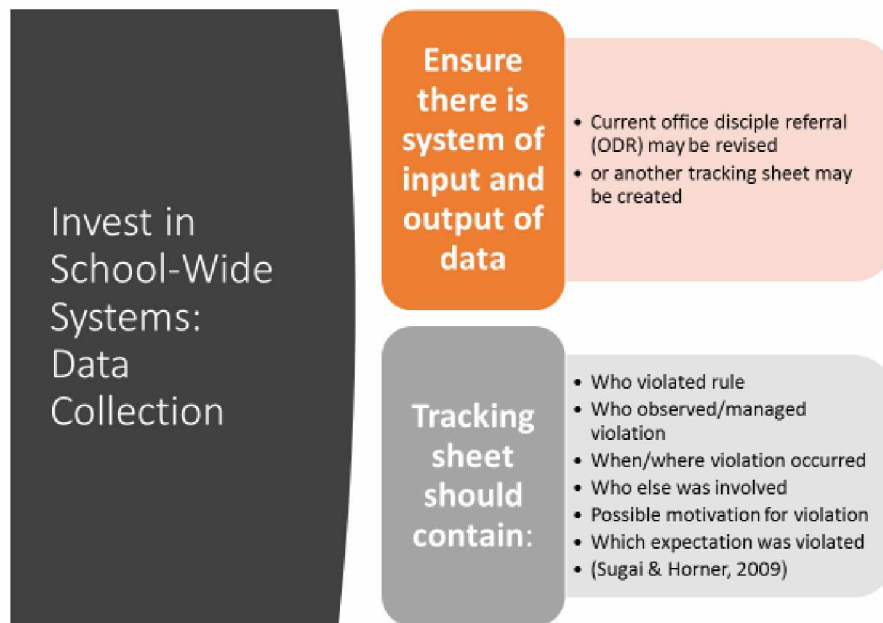 Invest in
School-Wide
Systems:
Data
Collection
Ensure
there is
system of
input and
output of
data
• Current office disciple referral
(ODR) may be revised
• or another tracking sheet may
be created
Tracking
sheet
should
contain:
• Who violated rule
• Who observed/managed
violation
• When/where violation occurred
• Who else was involved
• Possible motivation for violation
• Which expectation was violated
• (Sugai & Horner, 2009)